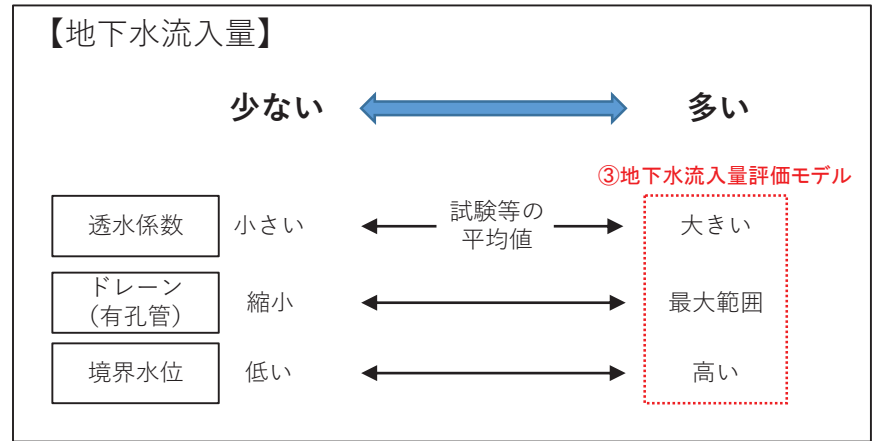 【地下水流入量】
少ない 多い
③地下水流入量評価モデル
透水係数 小さい 試験等の 大きい
平均値
ドレーン
(有孔管) 縮小 最大範囲
境界水位 低い 高い